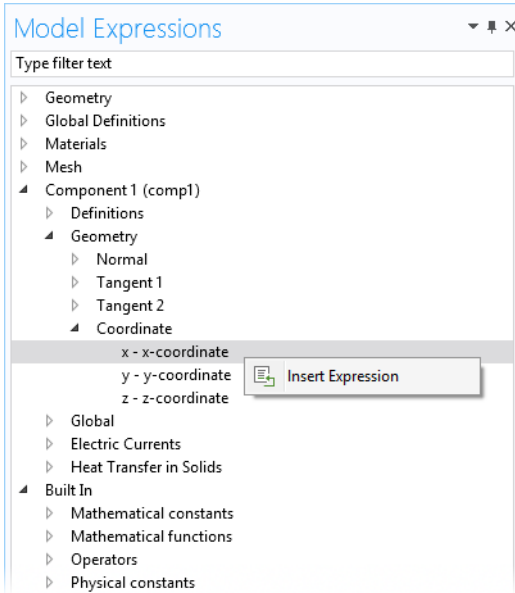 Model Expressions
Type filter text
Geometry
Global Definitions
Materials
Mesh
Component 1 (comp1)
Definitions
Geometry
Normal
Tangent 1
Tangent 2
Coordinate
x - x-coordinate
Insert Expression
y - y-coordinate
z - z-coordinate
Global
Electric Currents
Heat Transfer in Solids
Built In
Mathematical constants
Mathematical functions
Operators
Physical constants